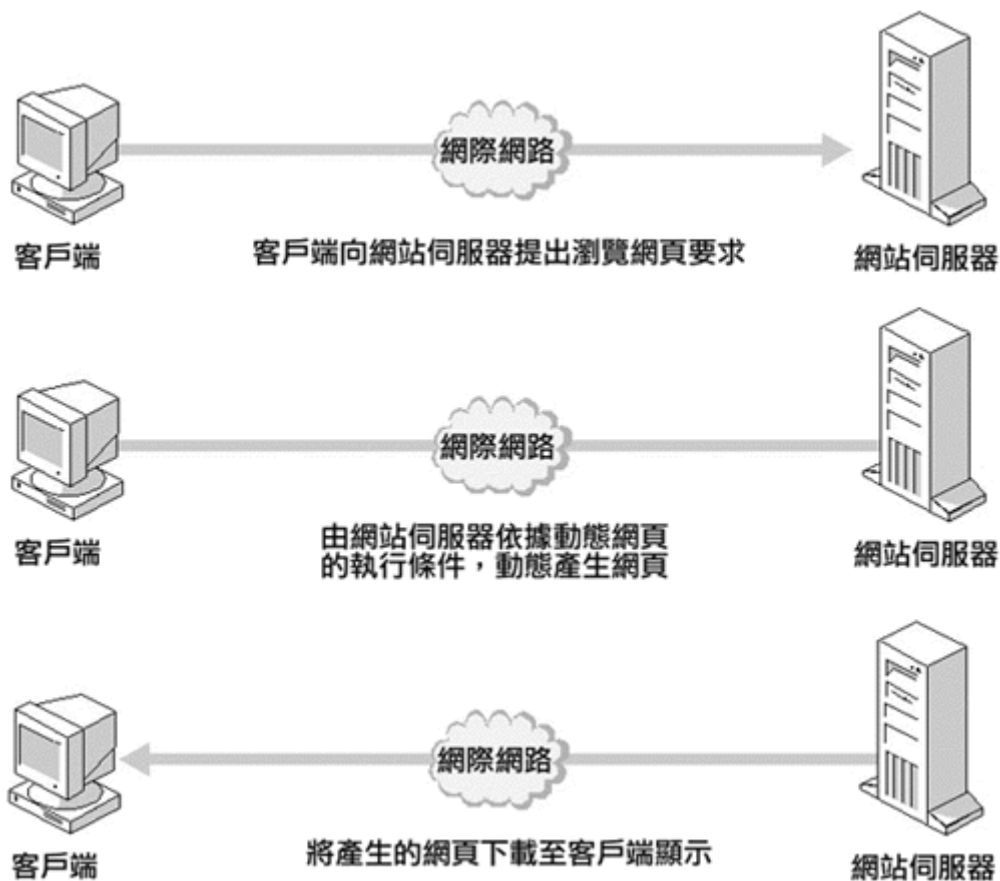 網際網路
客戶端
客戶端向網站伺服器提出瀏覽網頁要求
網站伺服器
網際網路
客戶端
由網站伺服器依據動態網頁
的執行條件，動態產生網頁
網站伺服器
網際網路
客戶端
將產生的網頁下載至客戶端顯示
網站伺服器